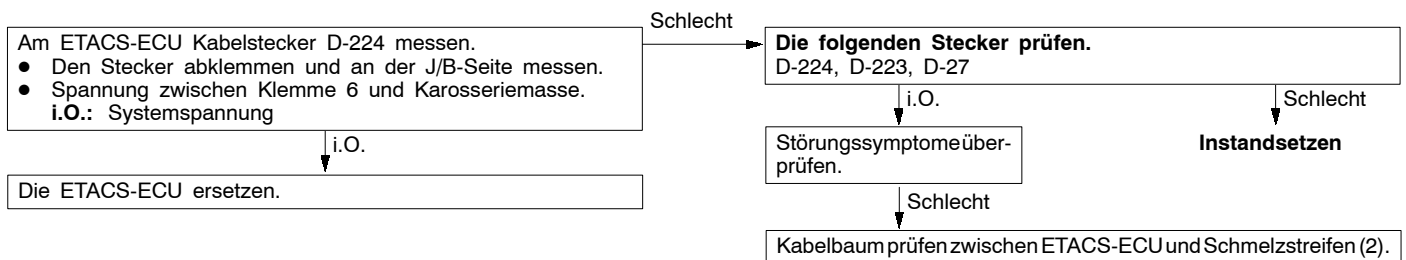 Am ETACS-ECU Kabelstecker D-224 messen.
● Den Stecker abklemmen und an der J/B-Seite messen.
● Spannung zwischen Klemme 6 und Karosseriemasse.
i.O.: Systemspannung
Schlecht
Die folgenden Stecker prüfen.
D-224, D-223, D-27
i.O.
Die ETACS-ECU ersetzen.
i.O.
Schlecht
Störungssymptome über-
prüfen.
Instandsetzen
Schlecht
Kabelbaum prüfen zwischen ETACS-ECU und Schmelzstreifen (2).